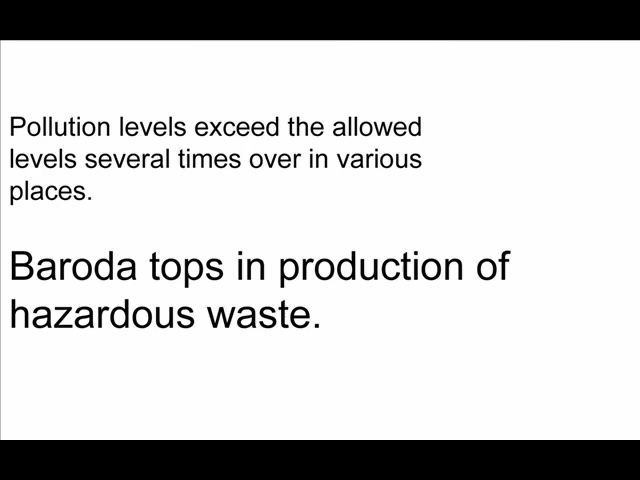 Pollution levels exceed the allowed
levels several times over in various
places.
Baroda tops in production of
hazardous waste.